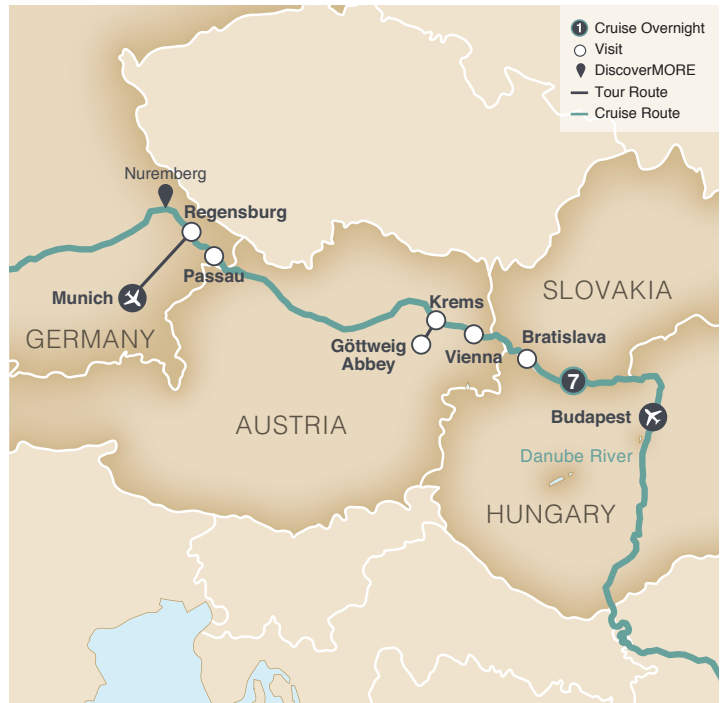 1 Cruise Overnight
Visit
DiscoverMORE
Tour Route
Cruise Route
Nuremberg
Regensburg
Passau
Munich
GERMANY
SLOVAKIA
Krems
Göttweig
Abbey
Vienna
Bratislava
7
Budapest
AUSTRIA
Danube River
HUNGARY